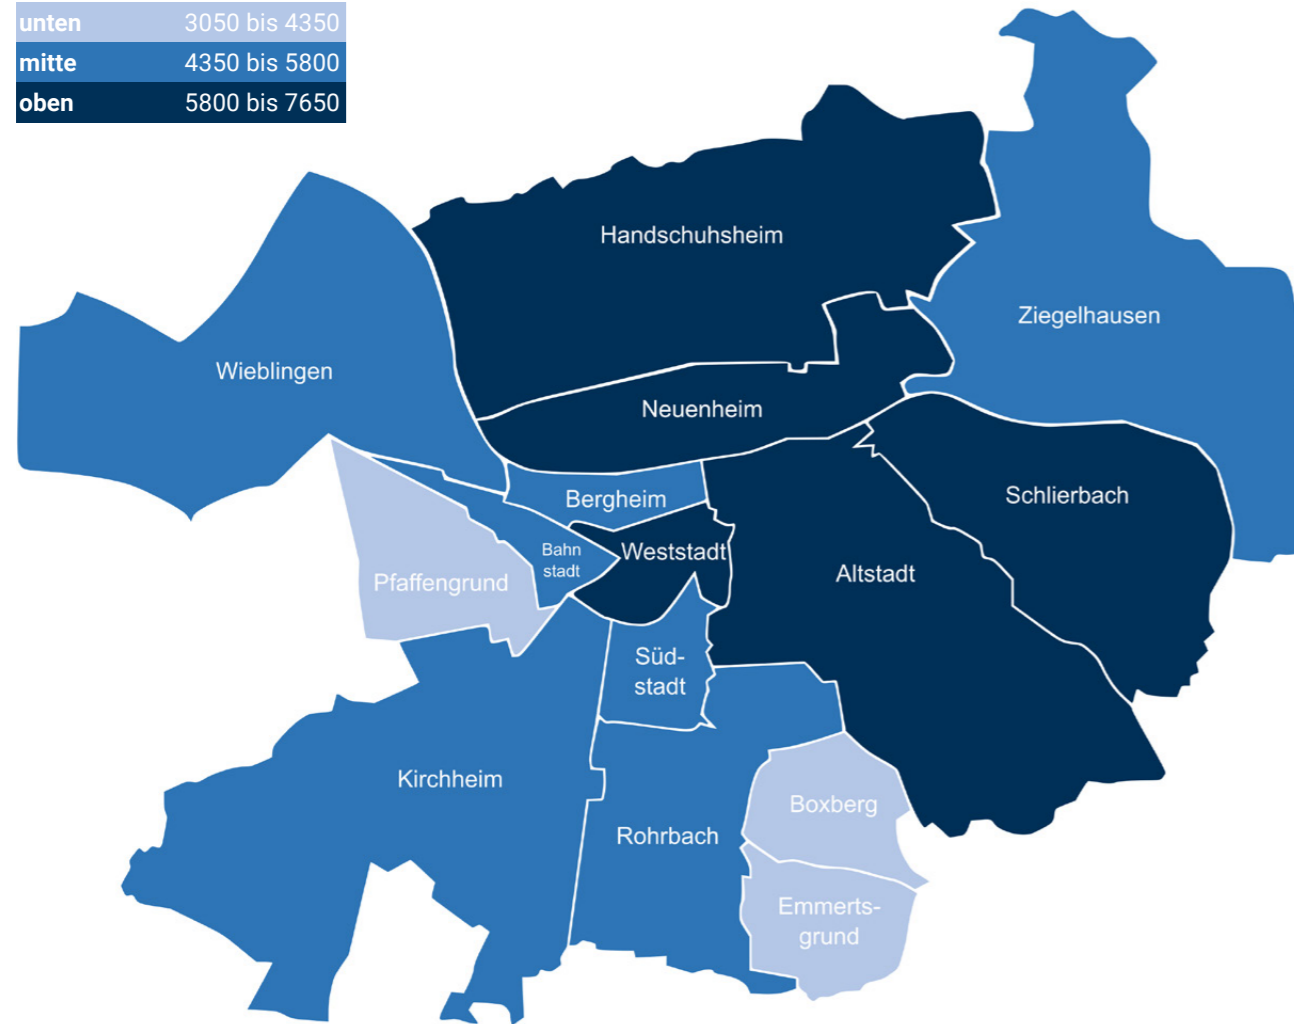 unten 3050 bis 4350
mitte 4350 bis 5800
oben 5800 bis 7650
Handschuhsheim
Ziegelhausen
Wieblingen
Neuenheim
Schlierbach
Bergheim
Bahn
stadt
Weststadt
Altstadt
Pfaffengrund
Süd-
stadt
Kirchheim
Boxberg
Rohrbach
Emmerts-
grund